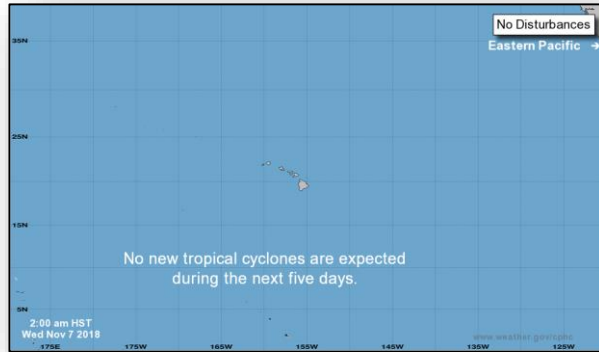 No Disturbances
Eastern Pacific →
35N
25N
15N
No new tropical cyclones are expected
during the next five days.
5N
2:00 am HST
Wed Nov 7 2018
www.weather.gov/cphc
175E
175W
165W
155W
145W
135W
125W